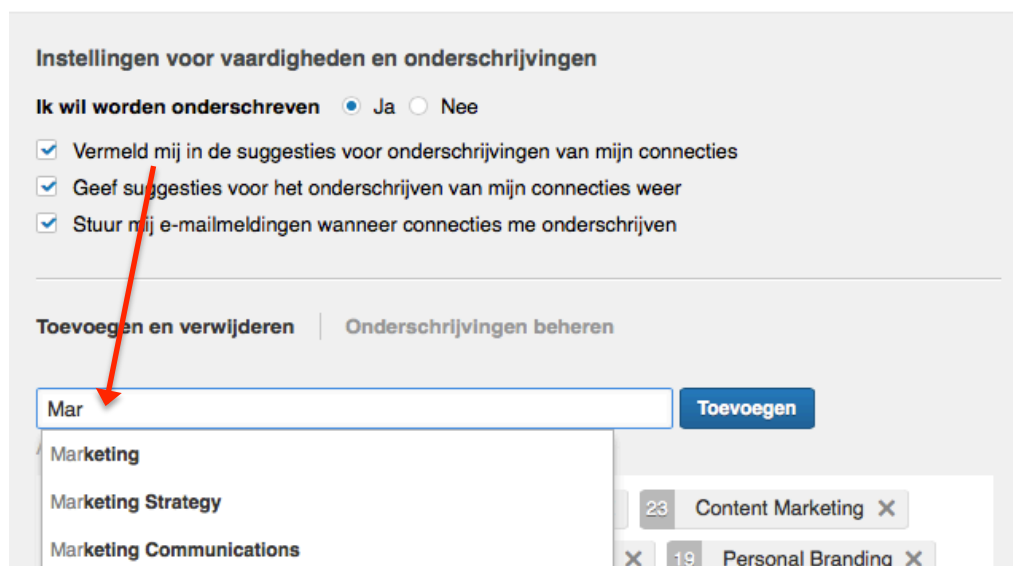 Instellingen voor vaardigheden en onderschrijvingen
Ik wil worden onderschreven Ja Nee
Vermeld mij in de suggesties voor onderschrijvingen van mijn connecties
Geef suggesties voor het onderschrijven van mijn connecties weer
Stuur mij e-mailmeldingen wanneer connecties me onderschrijven
Toevoegen en verwijderen Onderschrijvingen beheren
Mar Toevoegen
Marketing
Marketing Strategy
23 Content Marketing
Marketing Communications
19 Personal Branding